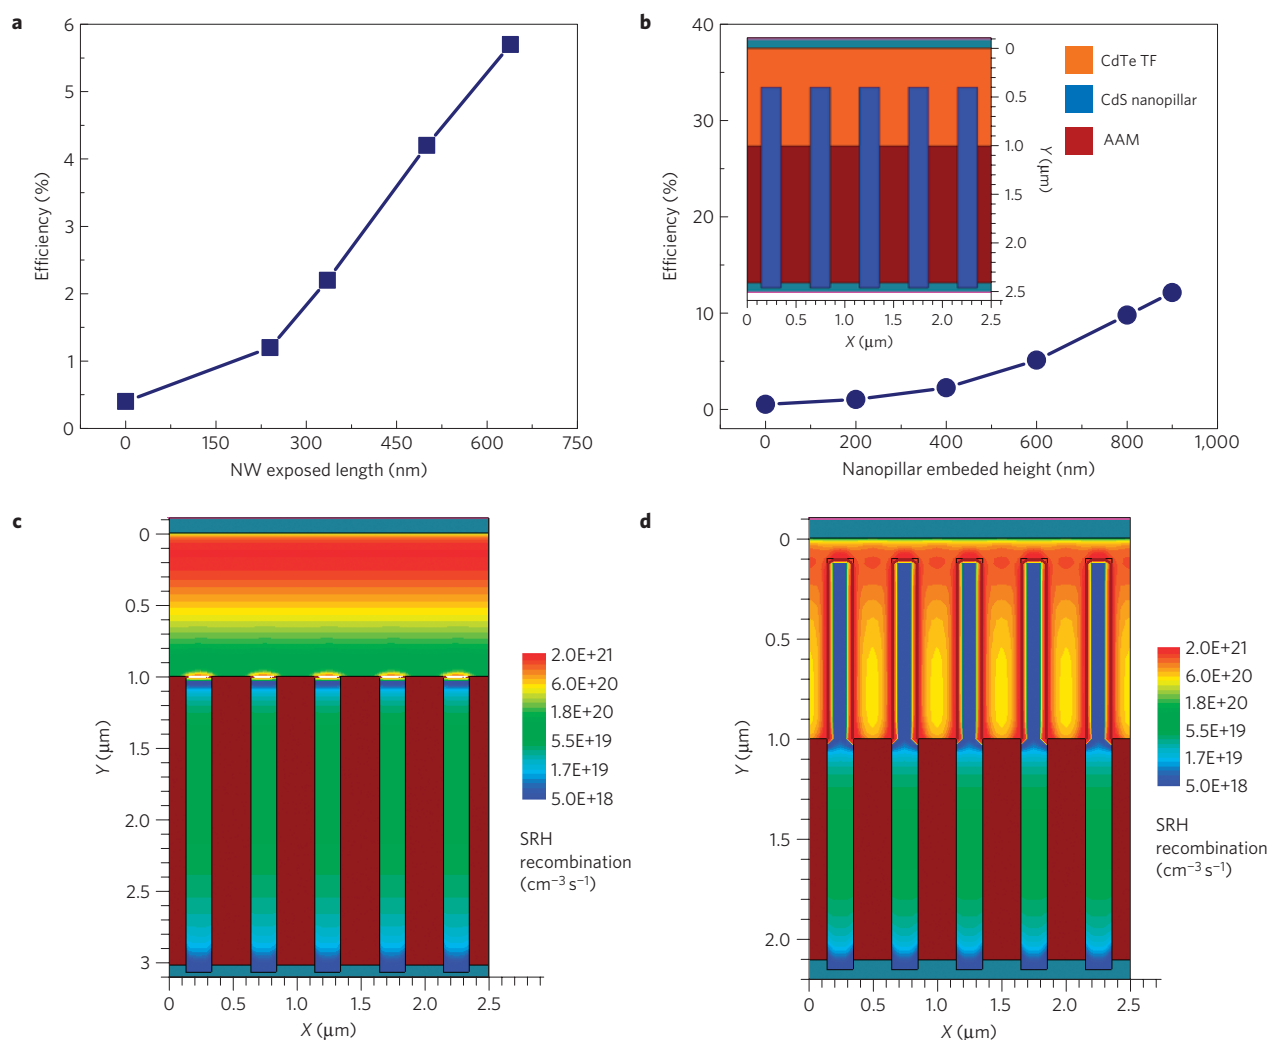 a
6
5
4
3
2
1
0
Efficiency (%)
0 150 300 450 600 750
NW exposed length (nm)
b
40
30
20
10
0
Efficiency (%)
0
0.5
1.0
1.5
2.0
2.5
Y (μm)
0 0.5 1.0 1.5 2.0 2.5
X (μm)
CdTe TF
CdS nanopillar
AAM
0 200 400 600 800 1,000
Nanopillar embeded height (nm)
c
0
0.5
1.0
1.5
2.0
2.5
3
Y (μm)
0 0.5 1.0 1.5 2.0 2.5
X (μm)
2.0E+21
6.0E+20
1.8E+20
5.5E+19
1.7E+19
5.0E+18
SRH
recombination
(cm⁻³ s⁻¹)
d
0
0.5
1.0
1.5
2.0
Y (μm)
0 0.5 1.0 1.5 2.0 2.5
X (μm)
2.0E+21
6.0E+20
1.8E+20
5.5E+19
1.7E+19
5.0E+18
SRH
recombination
(cm⁻³ s⁻¹)